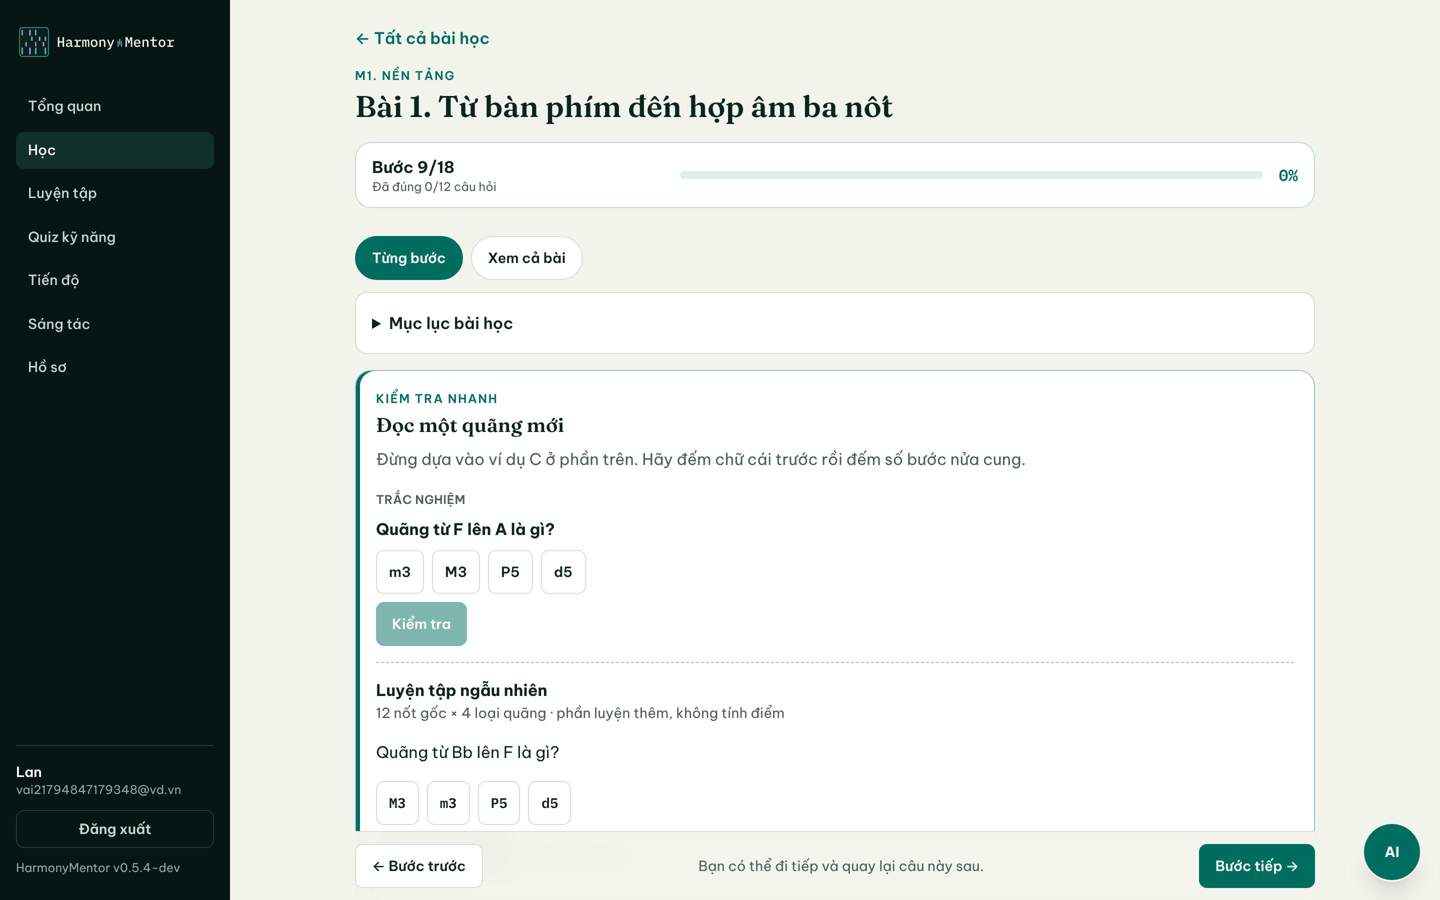 Harmony Mentor
Tổng quan
Học
Luyện tập
Quiz kỹ năng
Tiến độ
Sáng tác
Hồ sơ
Lan
vai21794847179348@vd.vn
Đăng xuất
HarmonyMentor v0.5.4-dev
← Tất cả bài học
M1. NỀN TẢNG
Bài 1. Từ bàn phím đến hợp âm ba nốt
Bước 9/18
Đã đúng 0/12 câu hỏi
0%
Từng bước
Xem cả bài
▶ Mục lục bài học
KIỂM TRA NHANH
Đọc một quãng mới
Đừng dựa vào ví dụ C ở phần trên. Hãy đếm chữ cái trước rồi đếm số bước nửa cung.
TRẮC NGHIỆM
Quãng từ F lên A là gì?
m3
M3
P5
d5
Kiểm tra
Luyện tập ngẫu nhiên
12 nốt gốc × 4 loại quãng · phần luyện thêm, không tính điểm
Quãng từ Bb lên F là gì?
M3
m3
P5
d5
← Bước trước
Bạn có thể đi tiếp và quay lại câu này sau.
Bước tiếp →
AI